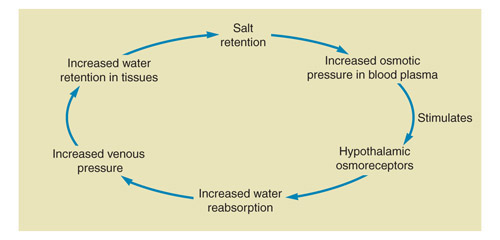 Salt
retention
Increased osmotic
pressure in blood plasma
Stimulates
Hypothalamic
osmoreceptors
Increased water
reabsorption
Increased venous
pressure
Increased water
retention in tissues